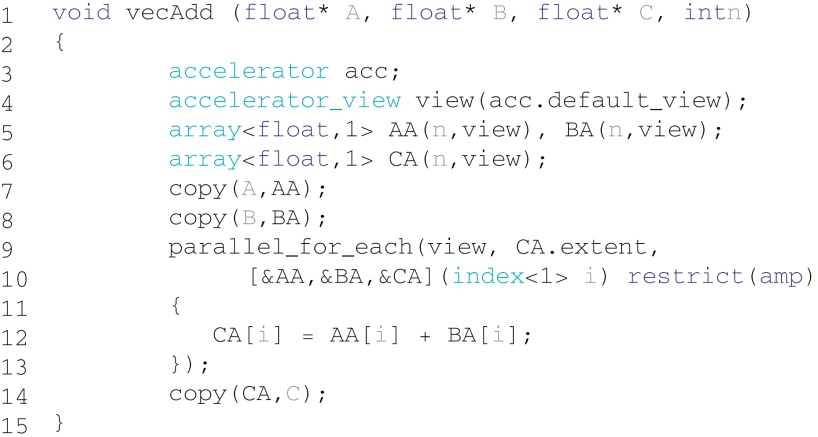 1 void vecAdd (float* A, float* B, float* C, intn)
2 {
3 accelerator acc;
4 accelerator_view view(acc.default_view);
5 array<float,1> AA(n,view), BA(n,view);
6 array<float,1> CA(n,view);
7 copy(A,AA);
8 copy(B,BA);
9 parallel_for_each(view, CA.extent,
10 [&AA,&BA,&CA](index<1> i) restrict(amp)
11 {
12 CA[i] = AA[i] + BA[i];
13 });
14 copy(CA,C);
15 }